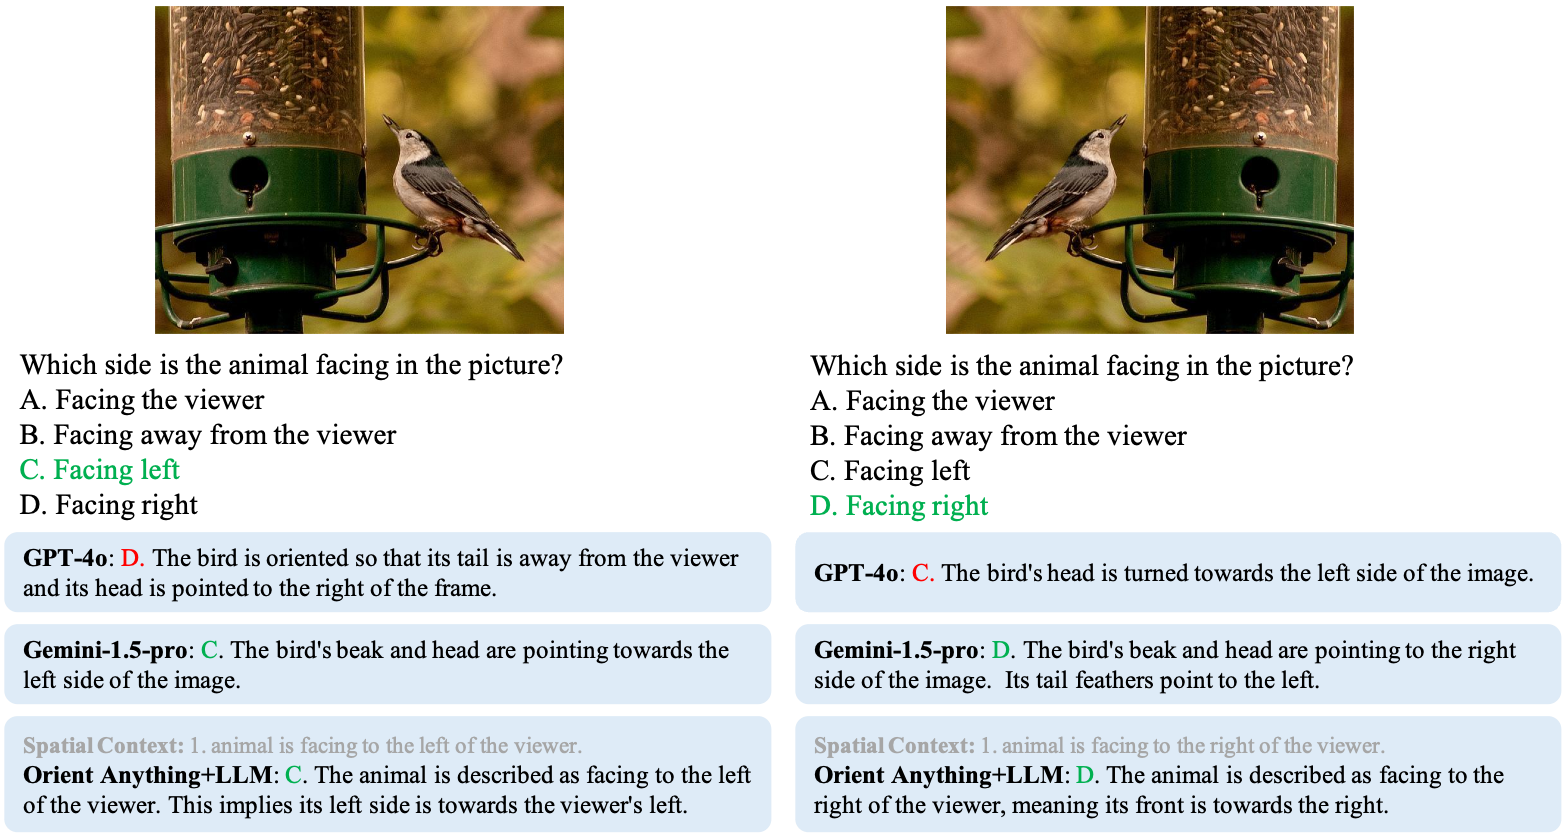 Which side is the animal facing in the picture?
A. Facing the viewer
B. Facing away from the viewer
C. Facing left
D. Facing right
GPT-4o: D. The bird is oriented so that its tail is away from the viewer
and its head is pointed to the right of the frame.
Gemini-1.5-pro: C. The bird's beak and head are pointing towards the
left side of the image.
Spatial Context: 1. animal is facing to the left of the viewer.
Orient Anything+LLM: C. The animal is described as facing to the left
of the viewer. This implies its left side is towards the viewer's left.
Which side is the animal facing in the picture?
A. Facing the viewer
B. Facing away from the viewer
C. Facing left
D. Facing right
GPT-4o: C. The bird's head is turned towards the left side of the image.
Gemini-1.5-pro: D. The bird's beak and head are pointing to the right
side of the image. Its tail feathers point to the left.
Spatial Context: 1. animal is facing to the right of the viewer.
Orient Anything+LLM: D. The animal is described as facing to the
right of the viewer, meaning its front is towards the right.